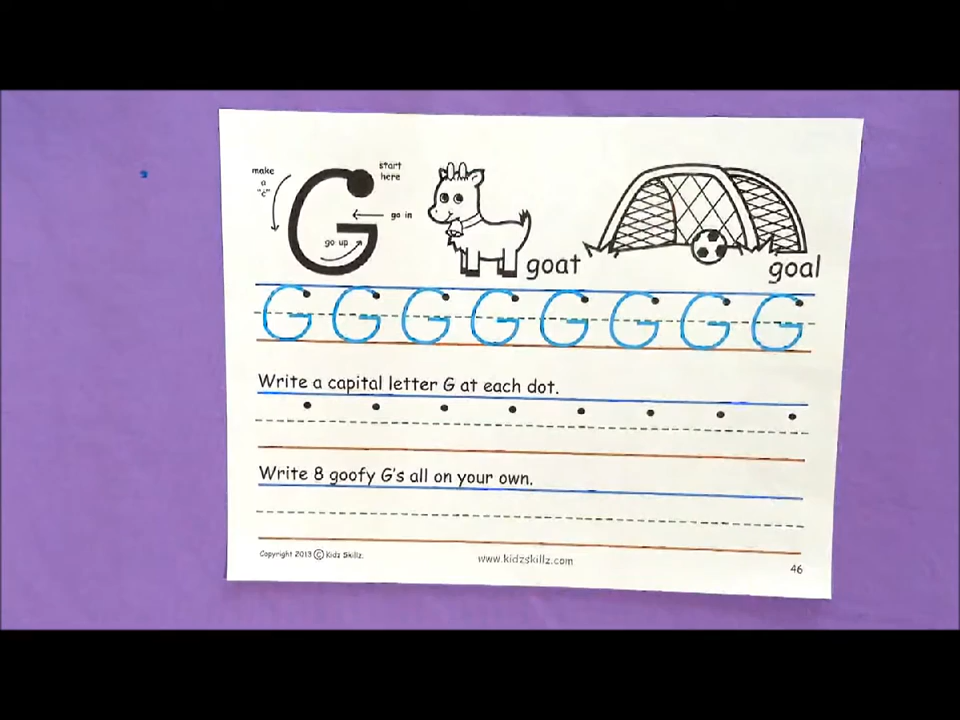 make
a
"c"
start
here
go in
go up
G
goat
goal
G G G G G G G G
Write a capital letter G at each dot.
Write 8 goofy G's all on your own.
Copyright 2013 © Kidz Skillz.
www.kidzskillz.com
46